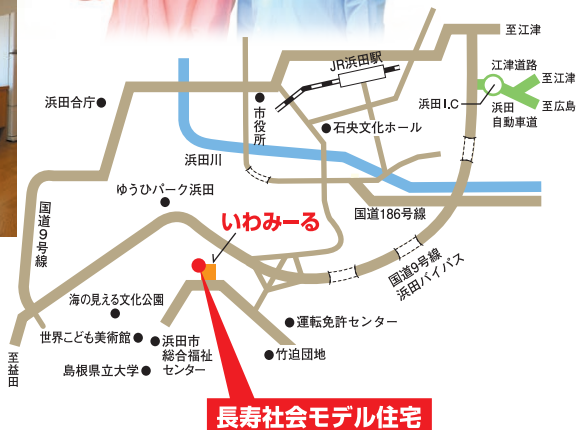 至江津
JR浜田駅
江津道路
至江津
浜田I.C
至広島
浜田
自動車道
浜田合庁
市役所
石央文化ホール
浜田川
ゆうひパーク浜田
国道186号線
国道9号線
いわみーる
国道9号線
浜田バイパス
海の見える文化公園
世界こども美術館
浜田市
総合福祉
センター
運転免許センター
島根県立大学
竹迫団地
至益田
長寿社会モデル住宅